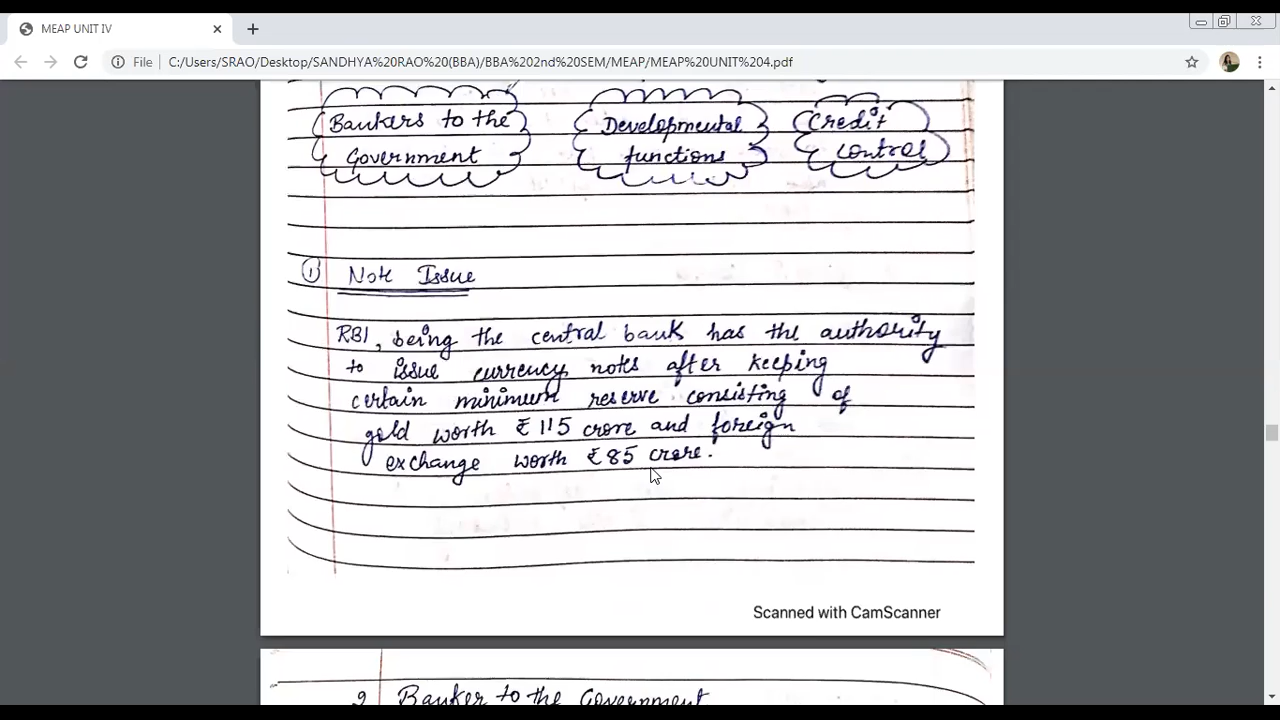 MEAP UNIT IV
File C:/Users/SRAO/Desktop/SANDHYA%20RAO%20(BBA)/BBA%202nd%20SEM/MEAP/MEAP%20UNIT%204.pdf
Bankers to the Government
Developmental functions
Credit control
① Note Issue
RBI, being the central bank has the authority
to issue currency notes after keeping
certain minimum reserve consisting of
gold worth ₹ 115 crore and foreign
exchange worth ₹ 85 crore.
Scanned with CamScanner
2 Banker to the Government